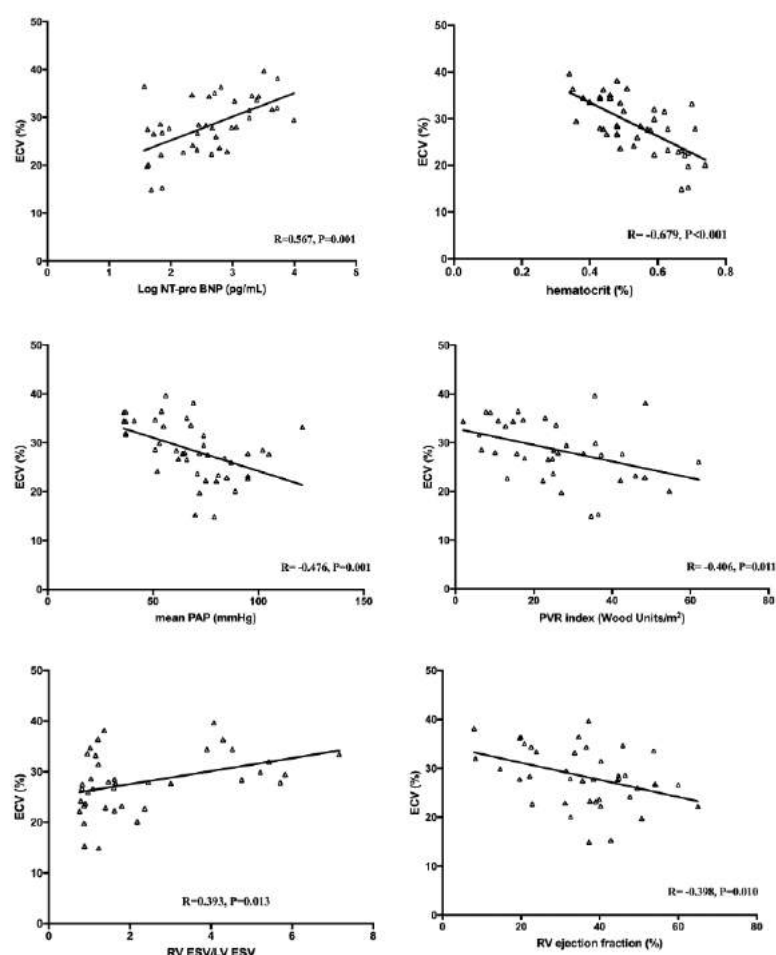 50
40
30
20
10
0
ECV (%)
R=0.567, P=0.001
0 1 2 3 4 5
Log NT-pro BNP (pg/mL)
50
40
30
20
10
0
ECV (%)
R= -0.679, P<0.001
0.0 0.2 0.4 0.6 0.8
hematocrit (%)
50
40
30
20
10
0
ECV (%)
R= -0.476, P=0.001
0 50 100 150
mean PAP (mmHg)
50
40
30
20
10
0
ECV (%)
R= -0.406, P=0.011
0 20 40 60 80
PVR index (Wood Units/m²)
50
40
30
20
10
0
ECV (%)
R=0.393, P=0.013
0 2 4 6 8
RV ESV/LV ESV
50
40
30
20
10
0
ECV (%)
R= -0.398, P=0.010
0 20 40 60 80
RV ejection fraction (%)